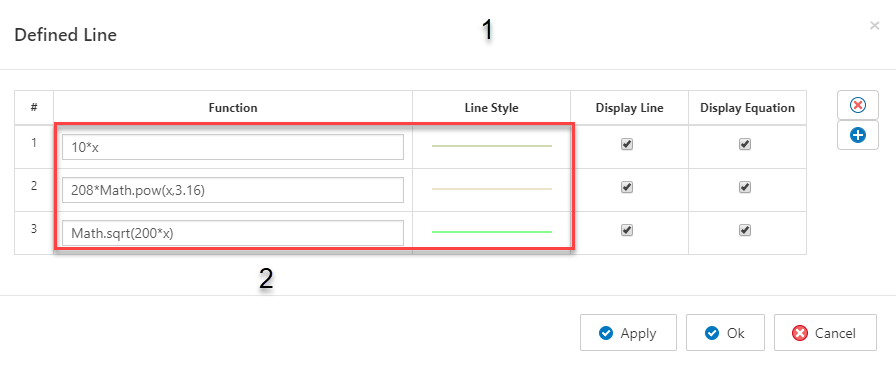 1
Defined Line
×
# Function Line Style Display Line Display Equation
1 10*x
2 208*Math.pow(x,3.16)
3 Math.sqrt(200*x)
2
Apply Ok Cancel